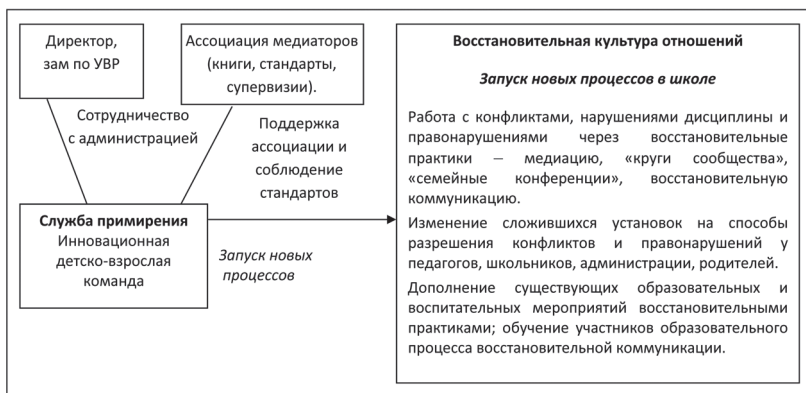 Директор,
зам по УВР
Ассоциация медиаторов
(книги, стандарты,
супервизии).
Сотрудничество
с администрацией
Поддержка
ассоциации и
соблюдение
стандартов
Служба примирения
Инновационная
детско-взрослая
команда
Запуск новых
процессов
Восстановительная культура отношений
Запуск новых процессов в школе
Работа с конфликтами, нарушениями дисциплины и
правонарушениями через восстановительные
практики – медиацию, «круги сообщества»,
«семейные конференции», восстановительную
коммуникацию.
Изменение сложившихся установок на способы
разрешения конфликтов и правонарушений у
педагогов, школьников, администрации, родителей.
Дополнение существующих образовательных и
воспитательных мероприятий восстановительными
практиками; обучение участников образовательного
процесса восстановительной коммуникации.